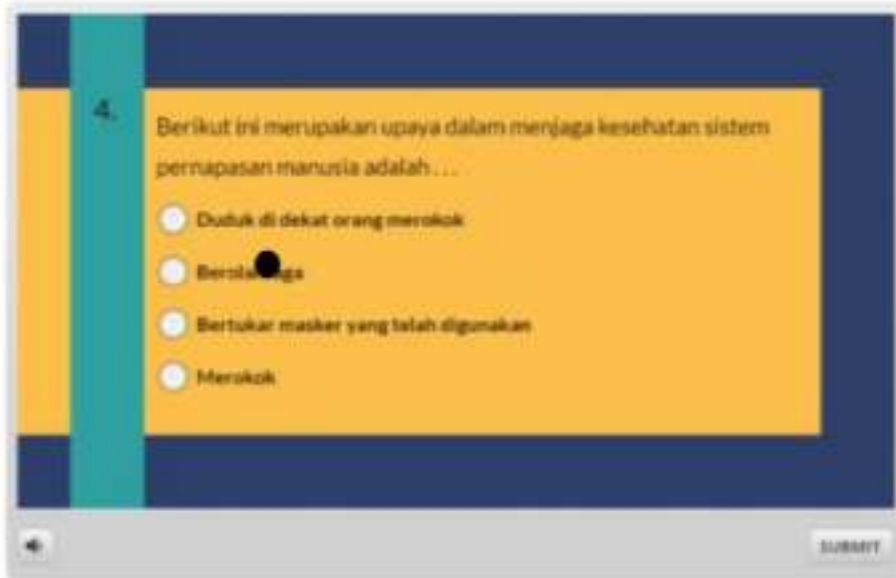 4.
Berikut ini merupakan upaya dalam menjaga kesehatan sistem
pernapasan manusia adalah . . .
Duduk di dekat orang merokok
Bertukar masker yang telah digunakan
Merokok
SUBMIT